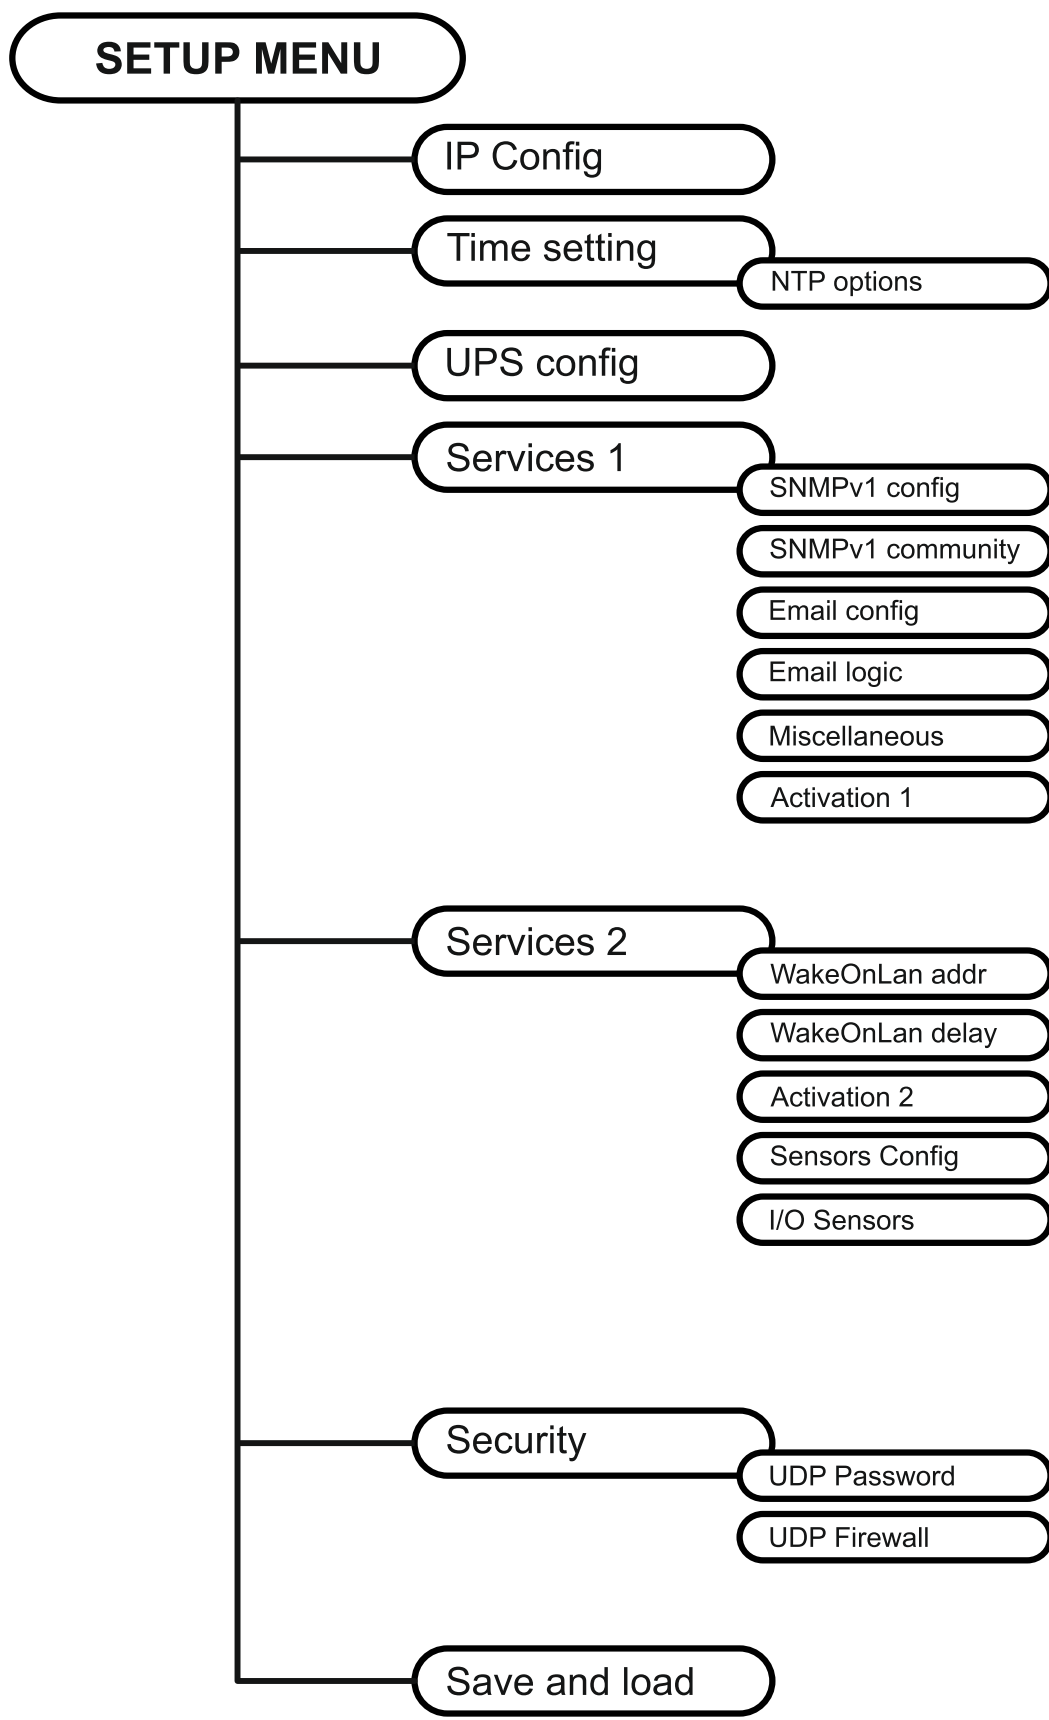 SETUP MENU
IP Config
Time setting
NTP options
UPS config
Services 1
SNMPv1 config
SNMPv1 community
Email config
Email logic
Miscellaneous
Activation 1
Services 2
WakeOnLan addr
WakeOnLan delay
Activation 2
Sensors Config
I/O Sensors
Security
UDP Password
UDP Firewall
Save and load